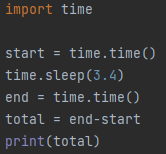 import time

start = time.time()
time.sleep(3.4)
end = time.time()
total = end-start
print(total)